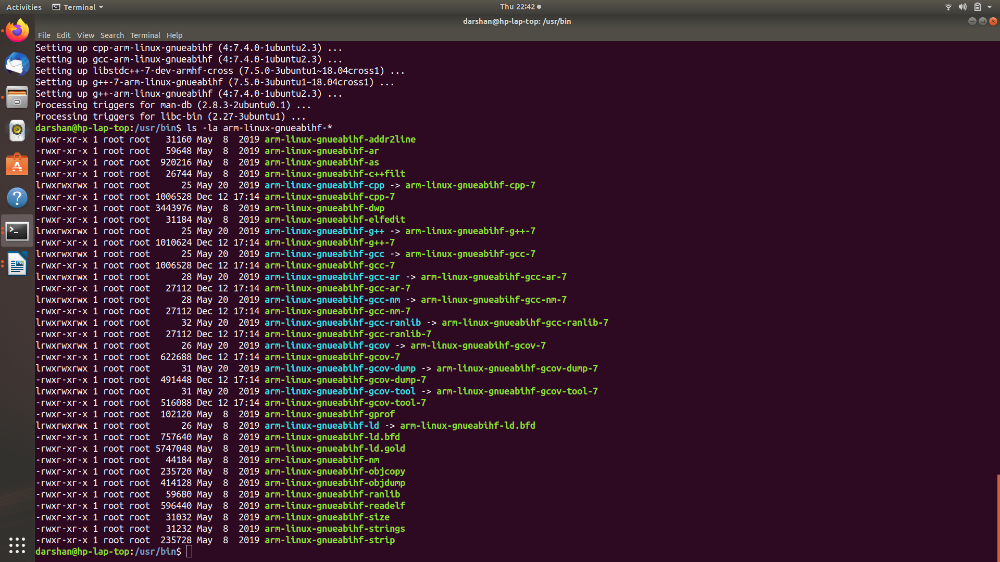 Activities Terminal Thu 22:42
darshan@hp-lap-top: /usr/bin
File Edit View Search Terminal Help
Setting up cpp-arm-linux-gnueabihf (4:7.4.0-1ubuntu2.3) ...
Setting up gcc-arm-linux-gnueabihf (4:7.4.0-1ubuntu2.3) ...
Setting up libstdc++-7-dev-armhf-cross (7.5.0-3ubuntu1~18.04cross1) ...
Setting up g++-7-arm-linux-gnueabihf (7.5.0-3ubuntu1~18.04cross1) ...
Setting up g++-arm-linux-gnueabihf (4:7.4.0-1ubuntu2.3) ...
Processing triggers for man-db (2.8.3-2ubuntu0.1) ...
Processing triggers for libc-bin (2.27-3ubuntu1) ...
darshan@hp-lap-top:/usr/bin$ ls -la arm-linux-gnueabihf-*
-rwxr-xr-x 1 root root   31160 May  8  2019 arm-linux-gnueabihf-addr2line
-rwxr-xr-x 1 root root   59648 May  8  2019 arm-linux-gnueabihf-ar
-rwxr-xr-x 1 root root  920216 May  8  2019 arm-linux-gnueabihf-as
-rwxr-xr-x 1 root root   26744 May  8  2019 arm-linux-gnueabihf-c++filt
lrwxrwxrwx 1 root root      25 May 20  2019 arm-linux-gnueabihf-cpp -> arm-linux-gnueabihf-cpp-7
-rwxr-xr-x 1 root root 1006528 Dec 12 17:14 arm-linux-gnueabihf-cpp-7
-rwxr-xr-x 1 root root 3443976 May  8  2019 arm-linux-gnueabihf-dwp
-rwxr-xr-x 1 root root   31184 May  8  2019 arm-linux-gnueabihf-elfedit
lrwxrwxrwx 1 root root      25 May 20  2019 arm-linux-gnueabihf-g++ -> arm-linux-gnueabihf-g++-7
-rwxr-xr-x 1 root root 1010624 Dec 12 17:14 arm-linux-gnueabihf-g++-7
lrwxrwxrwx 1 root root      25 May 20  2019 arm-linux-gnueabihf-gcc -> arm-linux-gnueabihf-gcc-7
-rwxr-xr-x 1 root root 1006528 Dec 12 17:14 arm-linux-gnueabihf-gcc-7
lrwxrwxrwx 1 root root      28 May 20  2019 arm-linux-gnueabihf-gcc-ar -> arm-linux-gnueabihf-gcc-ar-7
-rwxr-xr-x 1 root root   27112 Dec 12 17:14 arm-linux-gnueabihf-gcc-ar-7
lrwxrwxrwx 1 root root      28 May 20  2019 arm-linux-gnueabihf-gcc-nm -> arm-linux-gnueabihf-gcc-nm-7
-rwxr-xr-x 1 root root   27112 Dec 12 17:14 arm-linux-gnueabihf-gcc-nm-7
lrwxrwxrwx 1 root root      32 May 20  2019 arm-linux-gnueabihf-gcc-ranlib -> arm-linux-gnueabihf-gcc-ranlib-7
-rwxr-xr-x 1 root root   27112 Dec 12 17:14 arm-linux-gnueabihf-gcc-ranlib-7
lrwxrwxrwx 1 root root      26 May 20  2019 arm-linux-gnueabihf-gcov -> arm-linux-gnueabihf-gcov-7
-rwxr-xr-x 1 root root  622688 Dec 12 17:14 arm-linux-gnueabihf-gcov-7
lrwxrwxrwx 1 root root      31 May 20  2019 arm-linux-gnueabihf-gcov-dump -> arm-linux-gnueabihf-gcov-dump-7
-rwxr-xr-x 1 root root  491448 Dec 12 17:14 arm-linux-gnueabihf-gcov-dump-7
lrwxrwxrwx 1 root root      31 May 20  2019 arm-linux-gnueabihf-gcov-tool -> arm-linux-gnueabihf-gcov-tool-7
-rwxr-xr-x 1 root root  516088 Dec 12 17:14 arm-linux-gnueabihf-gcov-tool-7
-rwxr-xr-x 1 root root  102120 May  8  2019 arm-linux-gnueabihf-gprof
lrwxrwxrwx 1 root root      26 May  8  2019 arm-linux-gnueabihf-ld -> arm-linux-gnueabihf-ld.bfd
-rwxr-xr-x 1 root root  757640 May  8  2019 arm-linux-gnueabihf-ld.bfd
-rwxr-xr-x 1 root root 5747048 May  8  2019 arm-linux-gnueabihf-ld.gold
-rwxr-xr-x 1 root root   44184 May  8  2019 arm-linux-gnueabihf-nm
-rwxr-xr-x 1 root root  235720 May  8  2019 arm-linux-gnueabihf-objcopy
-rwxr-xr-x 1 root root  414128 May  8  2019 arm-linux-gnueabihf-objdump
-rwxr-xr-x 1 root root   59680 May  8  2019 arm-linux-gnueabihf-ranlib
-rwxr-xr-x 1 root root  596440 May  8  2019 arm-linux-gnueabihf-readelf
-rwxr-xr-x 1 root root   31032 May  8  2019 arm-linux-gnueabihf-size
-rwxr-xr-x 1 root root   31232 May  8  2019 arm-linux-gnueabihf-strings
-rwxr-xr-x 1 root root  235728 May  8  2019 arm-linux-gnueabihf-strip
darshan@hp-lap-top:/usr/bin$